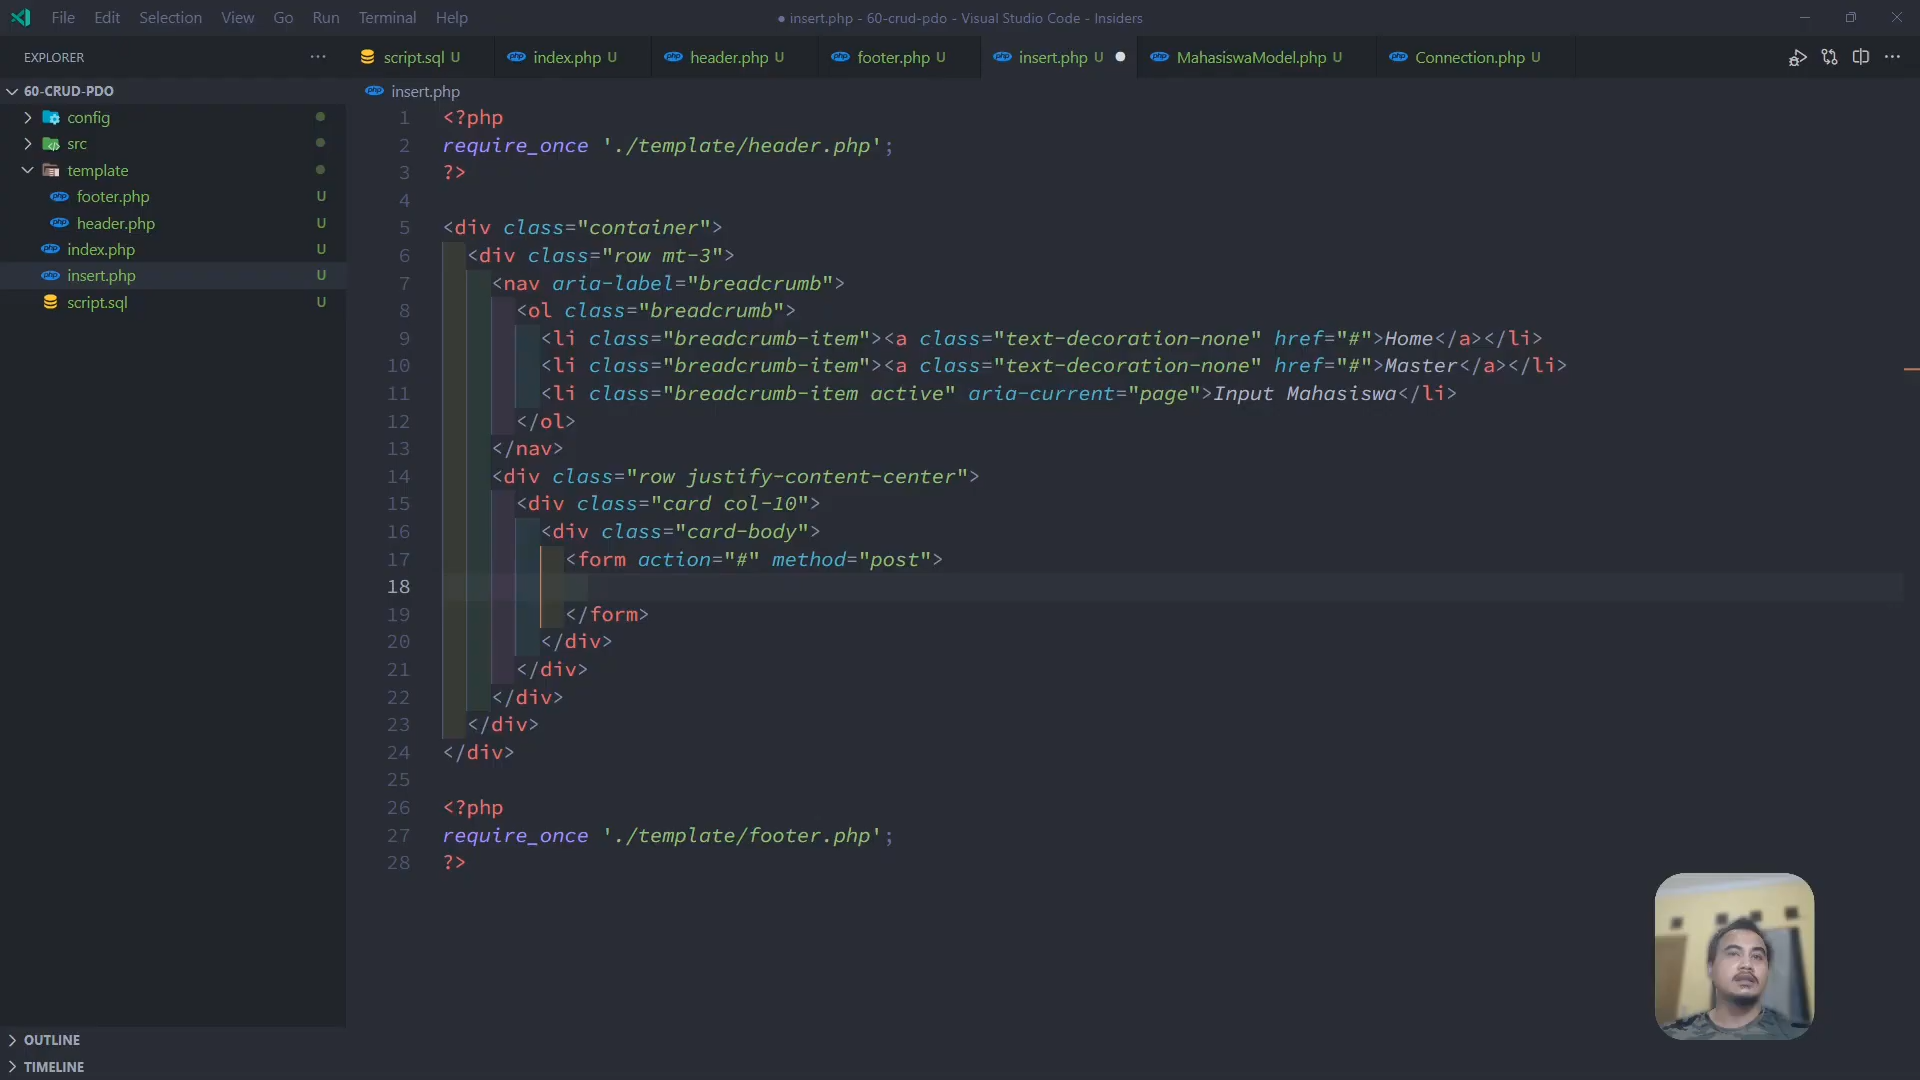 File Edit Selection View Go Run Terminal Help
● insert.php - 60-crud-pdo - Visual Studio Code - Insiders
EXPLORER ···
script.sql U index.php U header.php U footer.php U insert.php U ● MahasiswaModel.php U Connection.php U
60-CRUD-PDO
config
src
template
footer.php U
header.php U
index.php U
insert.php U
script.sql U
insert.php
1 <?php
2 require_once './template/header.php';
3 ?>
4
5 <div class="container">
6 <div class="row mt-3">
7 <nav aria-label="breadcrumb">
8 <ol class="breadcrumb">
9 <li class="breadcrumb-item"><a class="text-decoration-none" href="#">Home</a></li>
10 <li class="breadcrumb-item"><a class="text-decoration-none" href="#">Master</a></li>
11 <li class="breadcrumb-item active" aria-current="page">Input Mahasiswa</li>
12 </ol>
13 </nav>
14 <div class="row justify-content-center">
15 <div class="card col-10">
16 <div class="card-body">
17 <form action="#" method="post">
18
19 </form>
20 </div>
21 </div>
22 </div>
23 </div>
24 </div>
25
26 <?php
27 require_once './template/footer.php';
28 ?>
OUTLINE
TIMELINE